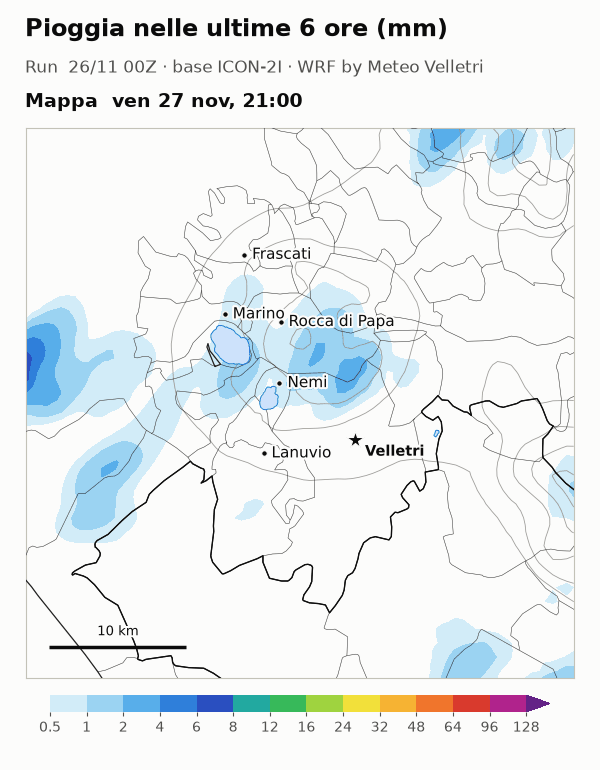 Pioggia nelle ultime 6 ore (mm)
Run  26/11 00Z · base ICON-2I · WRF by Meteo Velletri
Mappa  ven 27 nov, 21:00
Frascati
Marino
Rocca di Papa
Nemi
Velletri
Lanuvio
10 km
0.5 1 2 4 6 8 12 16 24 32 48 64 96 128